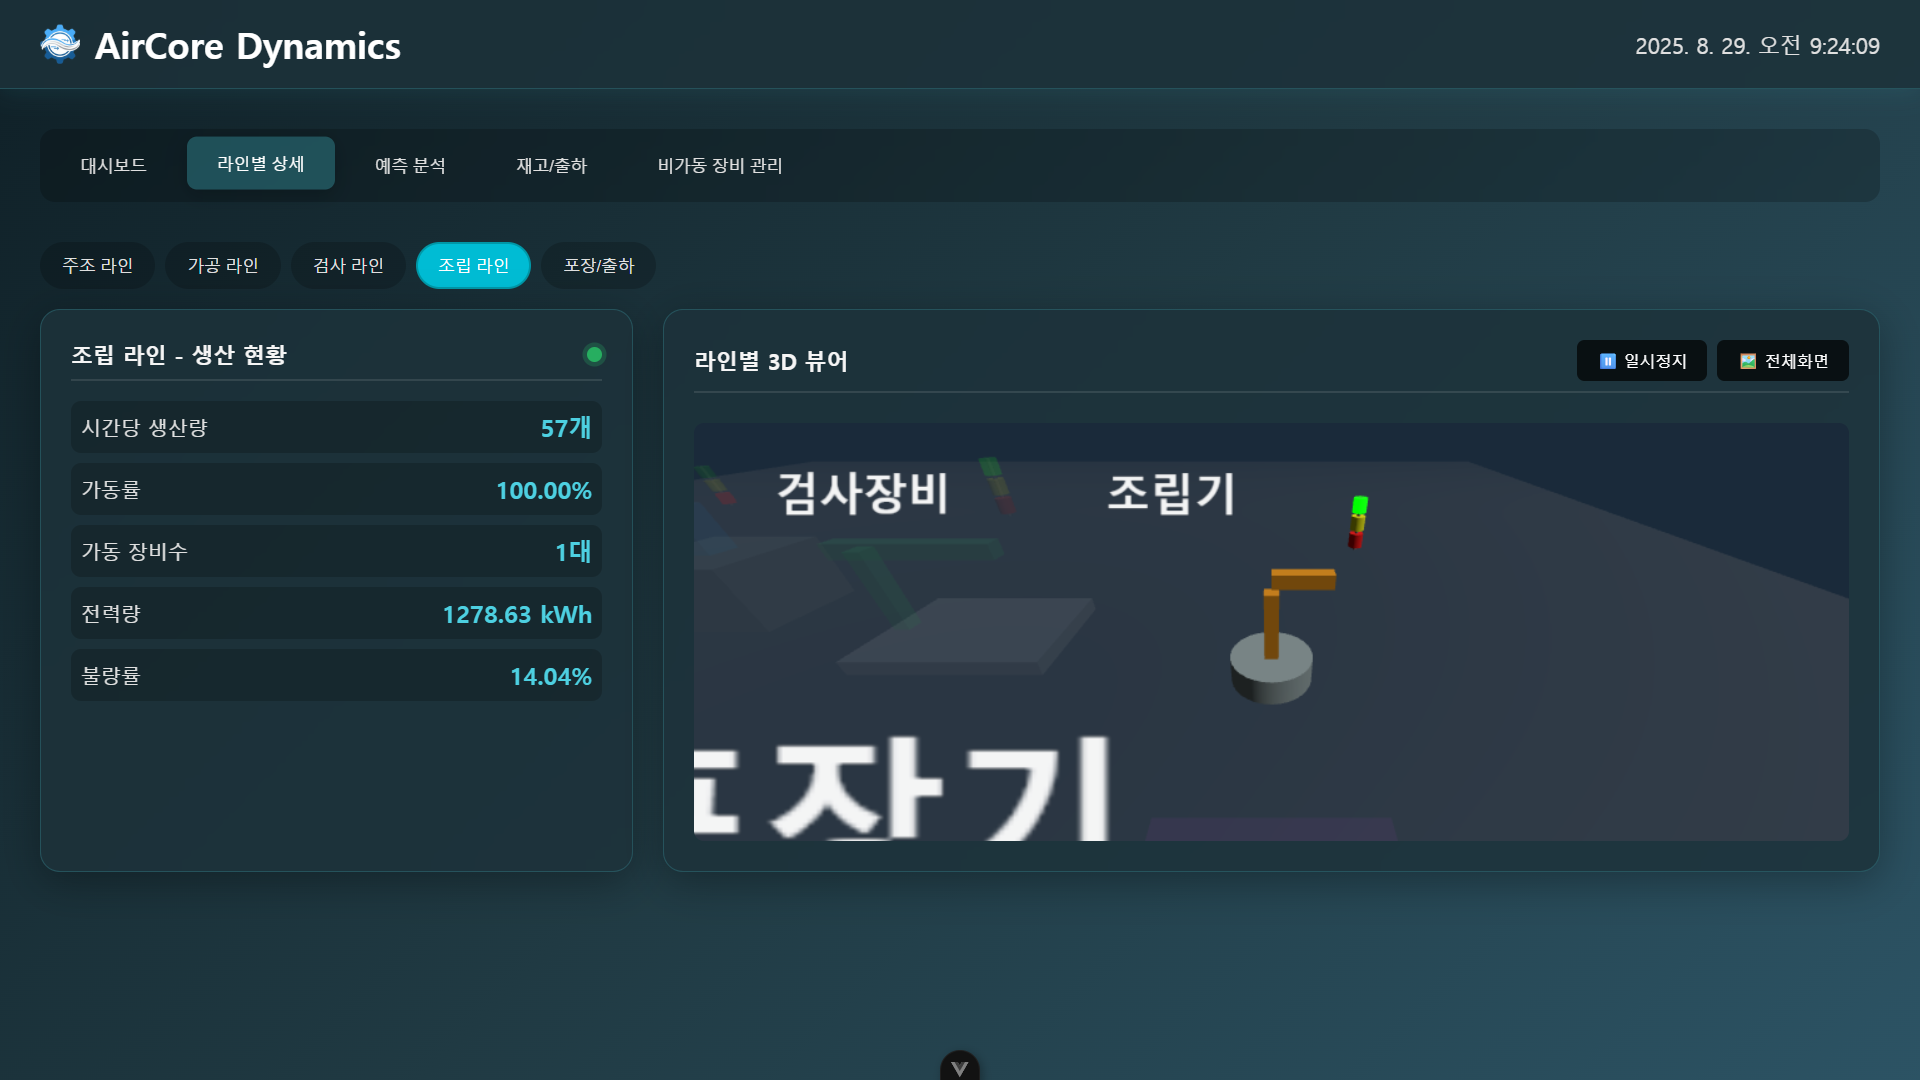 AirCore Dynamics
2025. 8. 29. 오전 9:24:09
대시보드 라인별 상세 예측 분석 재고/출하 비가동 장비 관리
주조 라인 가공 라인 검사 라인 조립 라인 포장/출하
조립 라인 - 생산 현황
시간당 생산량 57개
가동률 100.00%
가동 장비수 1대
전력량 1278.63 kWh
불량률 14.04%
라인별 3D 뷰어
일시정지 전체화면
검사장비 조립기
포장기